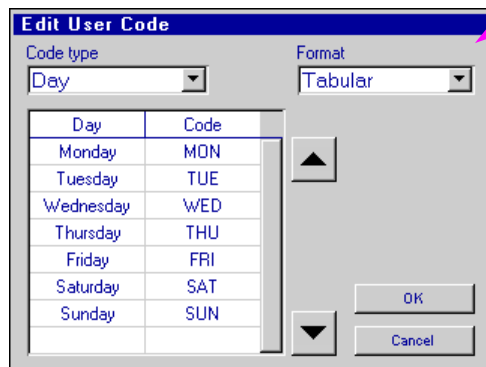 Edit User Code
Code type Format
Day Tabular
Day Code
Monday MON
Tuesday TUE
Wednesday WED
Thursday THU
Friday FRI
Saturday SAT
Sunday SUN
OK
Cancel